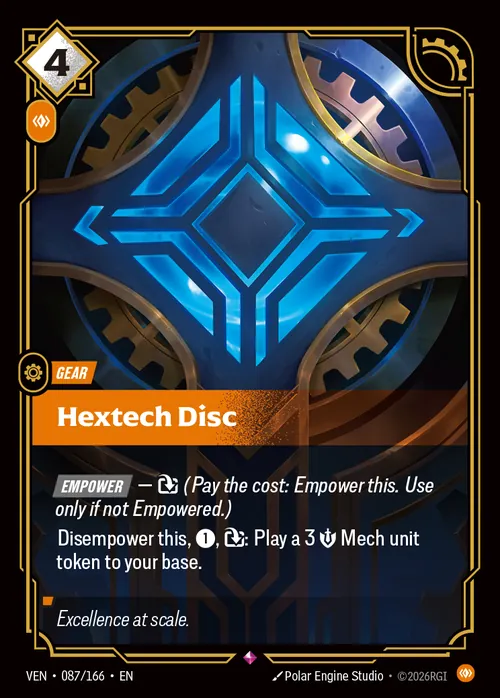 4
GEAR
Hextech Disc
EMPOWER — (Pay the cost: Empower this. Use
only if not Empowered.)
Disempower this, 1, : Play a 3 Mech unit
token to your base.
Excellence at scale.
VEN • 087/166 • EN
Polar Engine Studio • ©2026RGI